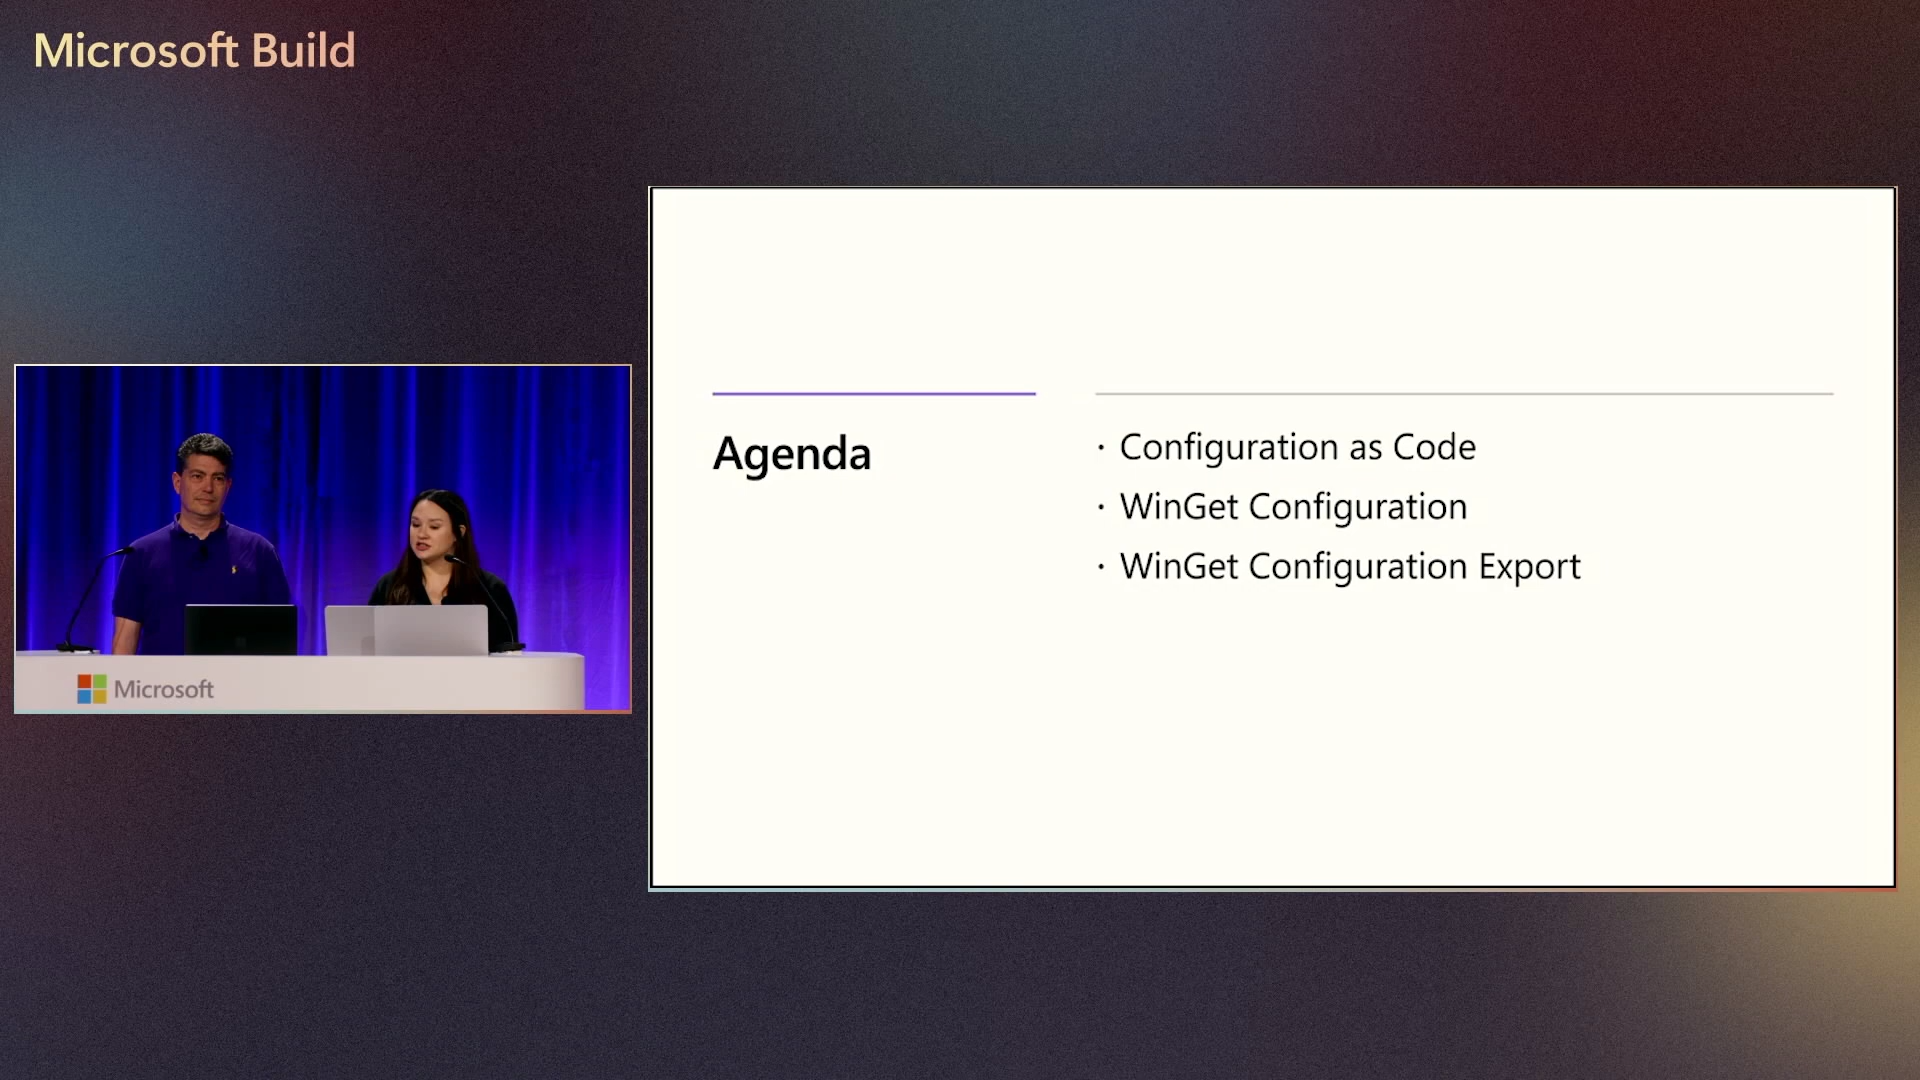 Microsoft Build
Agenda
· Configuration as Code
· WinGet Configuration
· WinGet Configuration Export
Microsoft